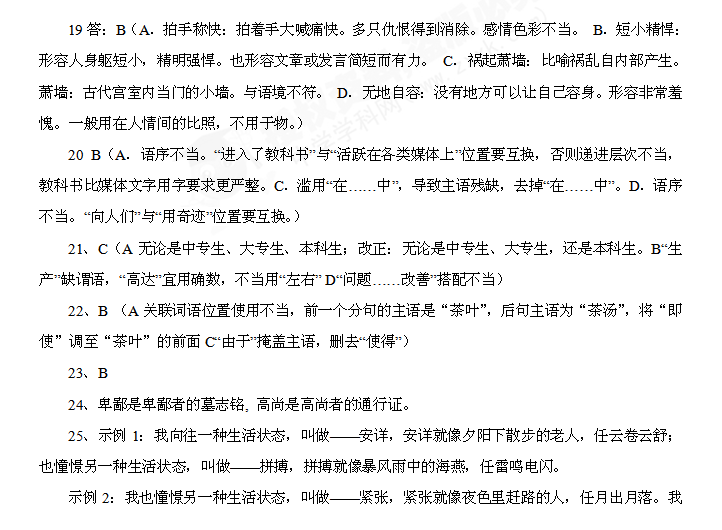 19 答：B（A．拍手称快：拍着手大喊痛快。多只仇恨得到消除。感情色彩不当。 B．短小精悍：
形容人身躯短小，精明强悍。也形容文章或发言简短而有力。 C．祸起萧墙：比喻祸乱自内部产生。
萧墙：古代宫室内当门的小墙。与语境不符。 D．无地自容：没有地方可以让自己容身。形容非常羞
愧。一般用在人情间的比照，不用于物。）
20 B（A．语序不当。“进入了教科书”与“活跃在各类媒体上”位置要互换，否则递进层次不当，
教科书比媒体文字用字要求更严整。C．滥用“在……中”，导致主语残缺，去掉“在……中”。D．语序
不当。“向人们”与“用奇迹”位置要互换。）
21、C（A 无论是中专生、大专生、本科生；改正：无论是中专生、大专生，还是本科生。B“生
产”缺谓语，“高达”宜用确数，不当用“左右” D“问题……改善”搭配不当）
22、B （A 关联词语位置使用不当，前一个分句的主语是“茶叶”，后句主语为“茶汤”，将“即
使”调至“茶叶”的前面 C“由于”掩盖主语，删去“使得”）
23、B
24、卑鄙是卑鄙者的墓志铭, 高尚是高尚者的通行证。
25、示例 1：我向往一种生活状态，叫做——安详，安详就像夕阳下散步的老人，任云卷云舒；
也憧憬另一种生活状态，叫做——拼搏，拼搏就像暴风雨中的海燕，任雷鸣电闪。
示例 2：我也憧憬另一种生活状态，叫做——紧张，紧张就像夜色里赶路的人，任月出月落。我